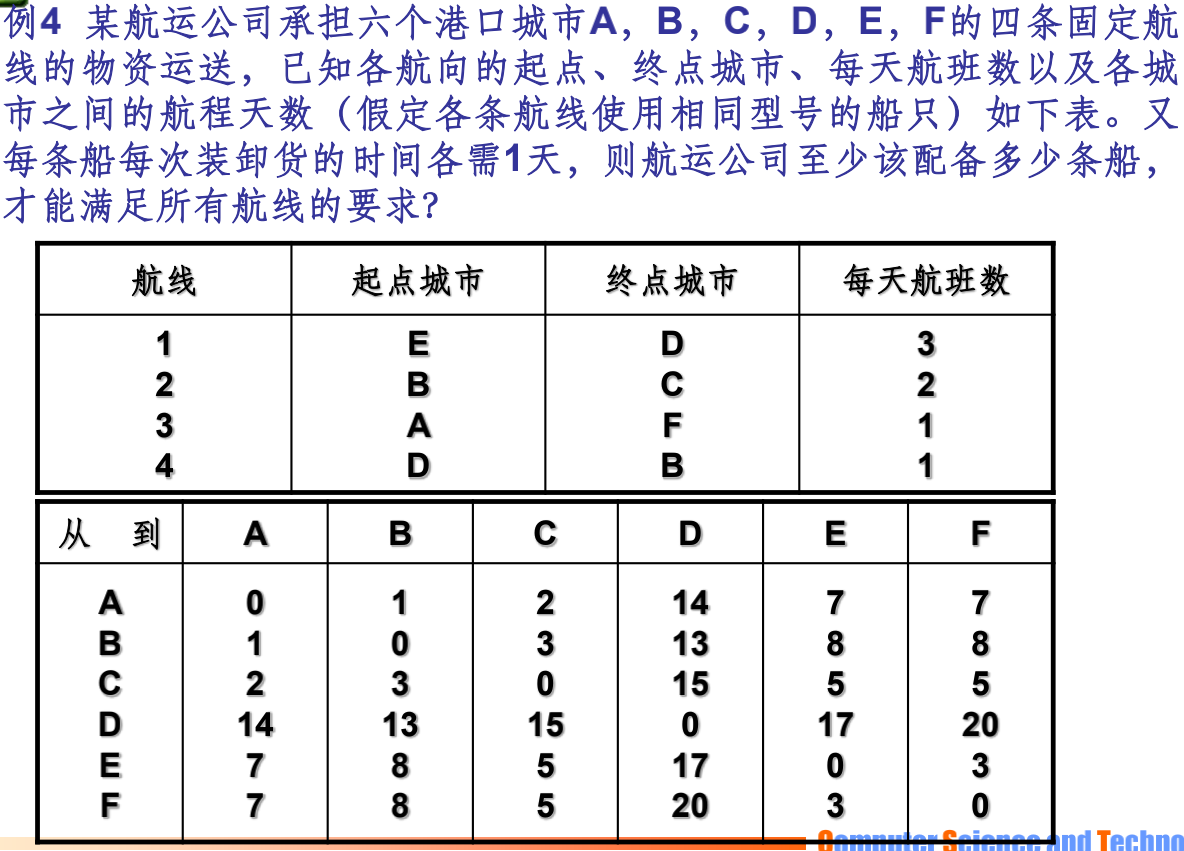 例4 某航运公司承担六个港口城市A，B，C，D，E，F的四条固定航
线的物资运送，已知各航向的起点、终点城市、每天航班数以及各城
市之间的航程天数（假定各条航线使用相同型号的船只）如下表。又
每条船每次装卸货的时间各需1天，则航运公司至少该配备多少条船，
才能满足所有航线的要求？
航线 起点城市 终点城市 每天航班数
1 E D 3
2 B C 2
3 A F 1
4 D B 1
从 到 A B C D E F
A 0 1 2 14 7 7
B 1 0 3 13 8 8
C 2 3 0 15 5 5
D 14 13 15 0 17 20
E 7 8 5 17 0 3
F 7 8 5 20 3 0
Computer Science and Techno